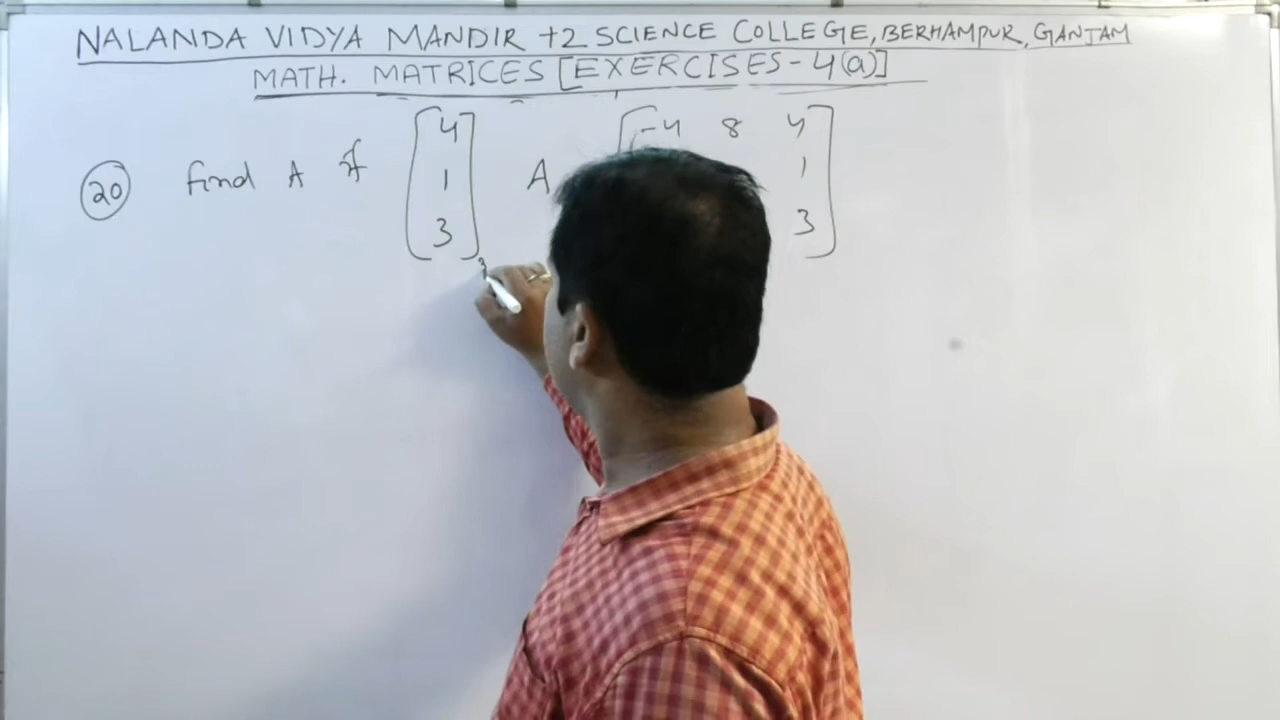 NALANDA VIDYA MANDIR +2 SCIENCE COLLEGE, BERHAMPUR, GANJAM
MATH. MATRICES [EXERCISES - 4(a)]
20 find A if [4 1 3]3 A [-4 8 4 1 3]